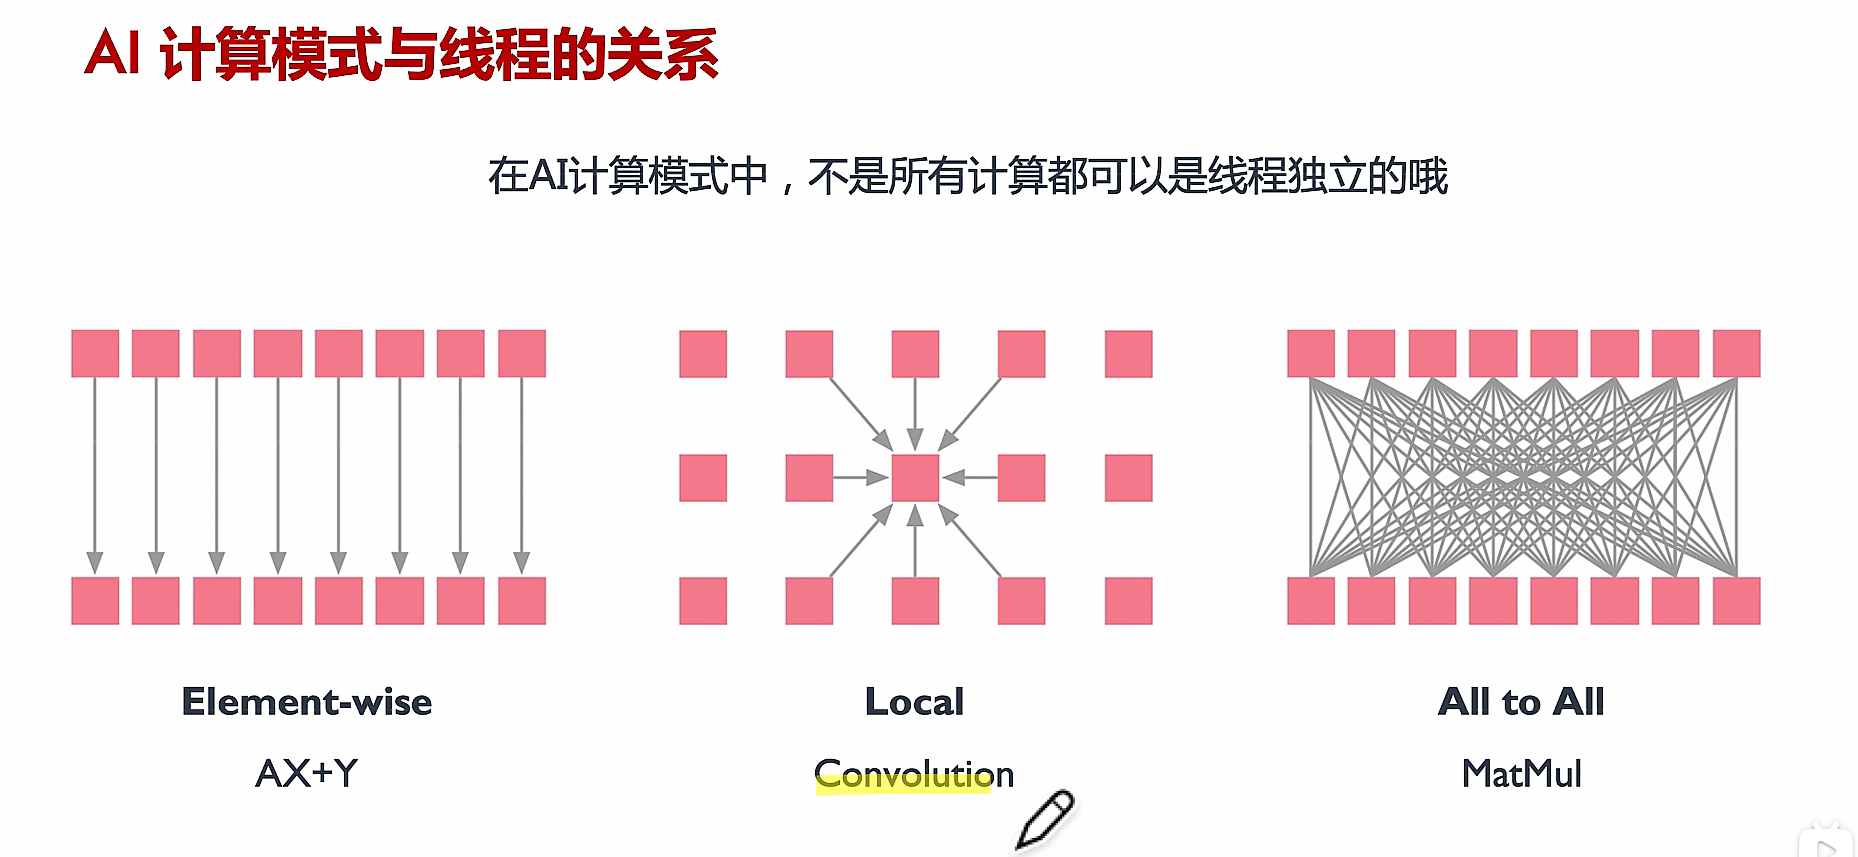 AI 计算模式与线程的关系
在AI计算模式中，不是所有计算都可以是线程独立的哦
Element-wise
Local
All to All
AX+Y
Convolution
MatMul